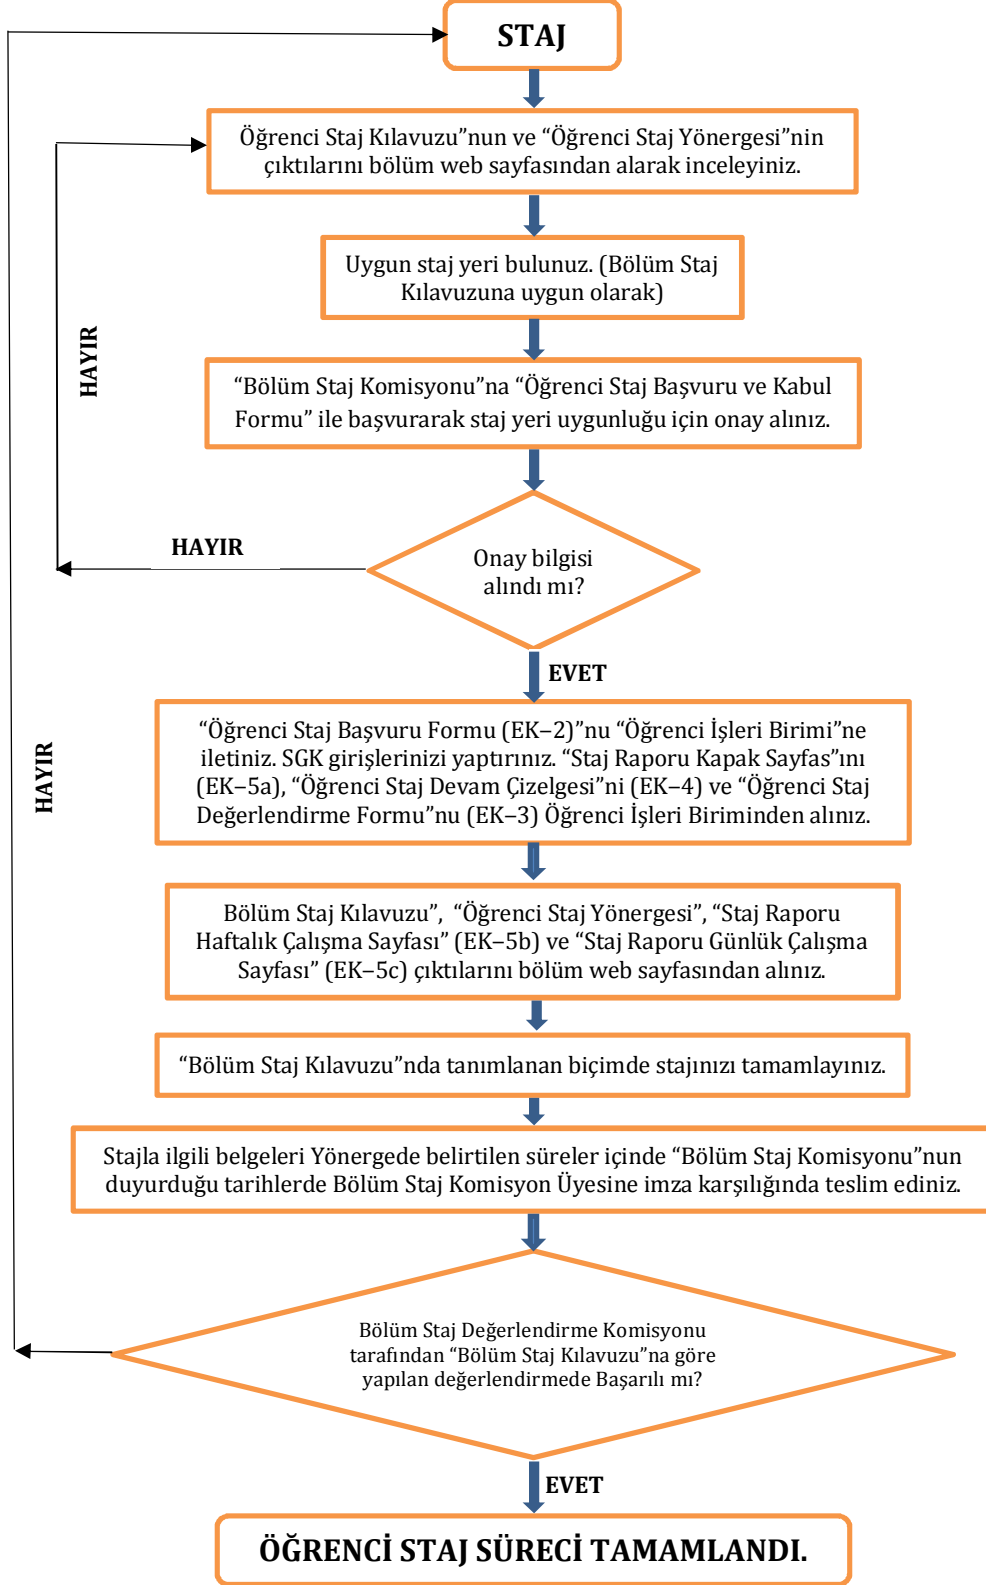 STAJ
Öğrenci Staj Kılavuzu”nun ve “Öğrenci Staj Yönergesi”nin
çıktılarını bölüm web sayfasından alarak inceleyiniz.
Uygun staj yeri bulunuz. (Bölüm Staj
Kılavuzuna uygun olarak)
HAYIR
“Bölüm Staj Komisyonu”na “Öğrenci Staj Başvuru ve Kabul
Formu” ile başvurarak staj yeri uygunluğu için onay alınız.
HAYIR
Onay bilgisi
alındı mı?
EVET
HAYIR
“Öğrenci Staj Başvuru Formu (EK–2)”nu “Öğrenci İşleri Birimi”ne
iletiniz. SGK girişlerinizi yaptırınız. “Staj Raporu Kapak Sayfas”ını
(EK–5a), “Öğrenci Staj Devam Çizelgesi”ni (EK–4) ve “Öğrenci Staj
Değerlendirme Formu”nu (EK–3) Öğrenci İşleri Biriminden alınız.
Bölüm Staj Kılavuzu”, “Öğrenci Staj Yönergesi”, “Staj Raporu
Haftalık Çalışma Sayfası” (EK–5b) ve “Staj Raporu Günlük Çalışma
Sayfası” (EK–5c) çıktılarını bölüm web sayfasından alınız.
“Bölüm Staj Kılavuzu”nda tanımlanan biçimde stajınızı tamamlayınız.
Stajla ilgili belgeleri Yönergede belirtilen süreler içinde “Bölüm Staj Komisyonu”nun
duyurduğu tarihlerde Bölüm Staj Komisyon Üyesine imza karşılığında teslim ediniz.
Bölüm Staj Değerlendirme Komisyonu
tarafından “Bölüm Staj Kılavuzu”na göre
yapılan değerlendirmede Başarılı mı?
EVET
ÖĞRENCİ STAJ SÜRECİ TAMAMLANDI.